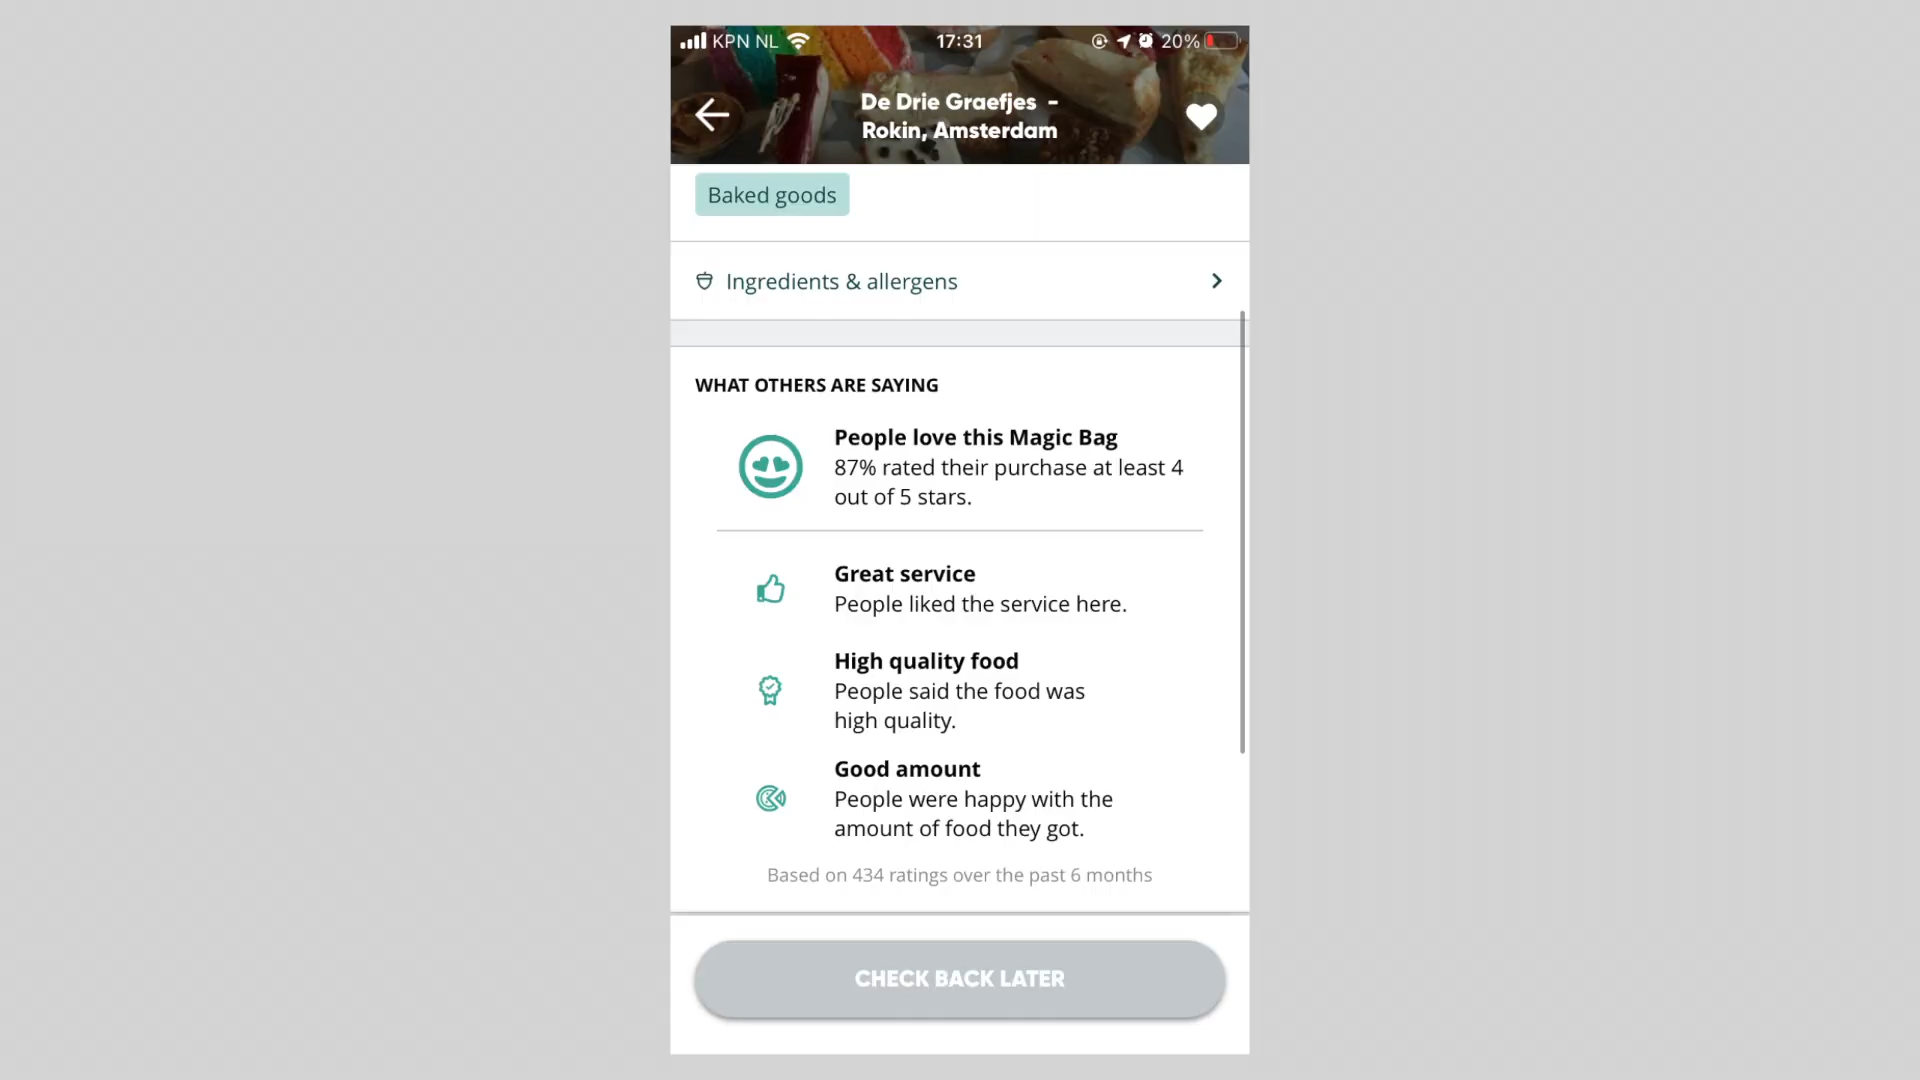 KPN NL 17:31 20%
De Drie Graefjes -
Rokin, Amsterdam
Baked goods
Ingredients & allergens
WHAT OTHERS ARE SAYING
People love this Magic Bag
87% rated their purchase at least 4
out of 5 stars.
Great service
People liked the service here.
High quality food
People said the food was
high quality.
Good amount
People were happy with the
amount of food they got.
Based on 434 ratings over the past 6 months
CHECK BACK LATER